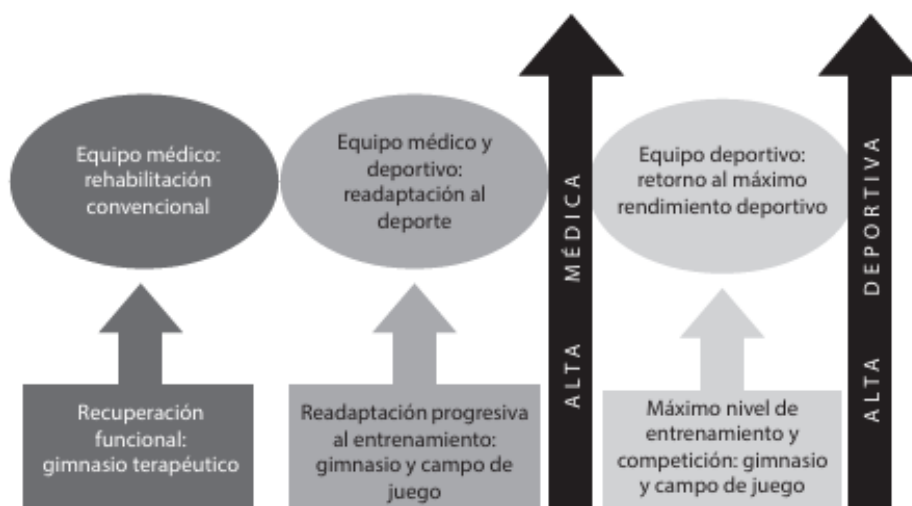 Equipo médico:
rehabilitación
convencional
Equipo médico y
deportivo:
readaptación al
deporte
ALTA MÉDICA
Equipo deportivo:
retorno al máximo
rendimiento deportivo
ALTA DEPORTIVA
Recuperación
funcional:
gimnasio terapéutico
Readaptación progresiva
al entrenamiento:
gimnasio y campo de
juego
Máximo nivel de
entrenamiento y
competición: gimnasio
y campo de juego